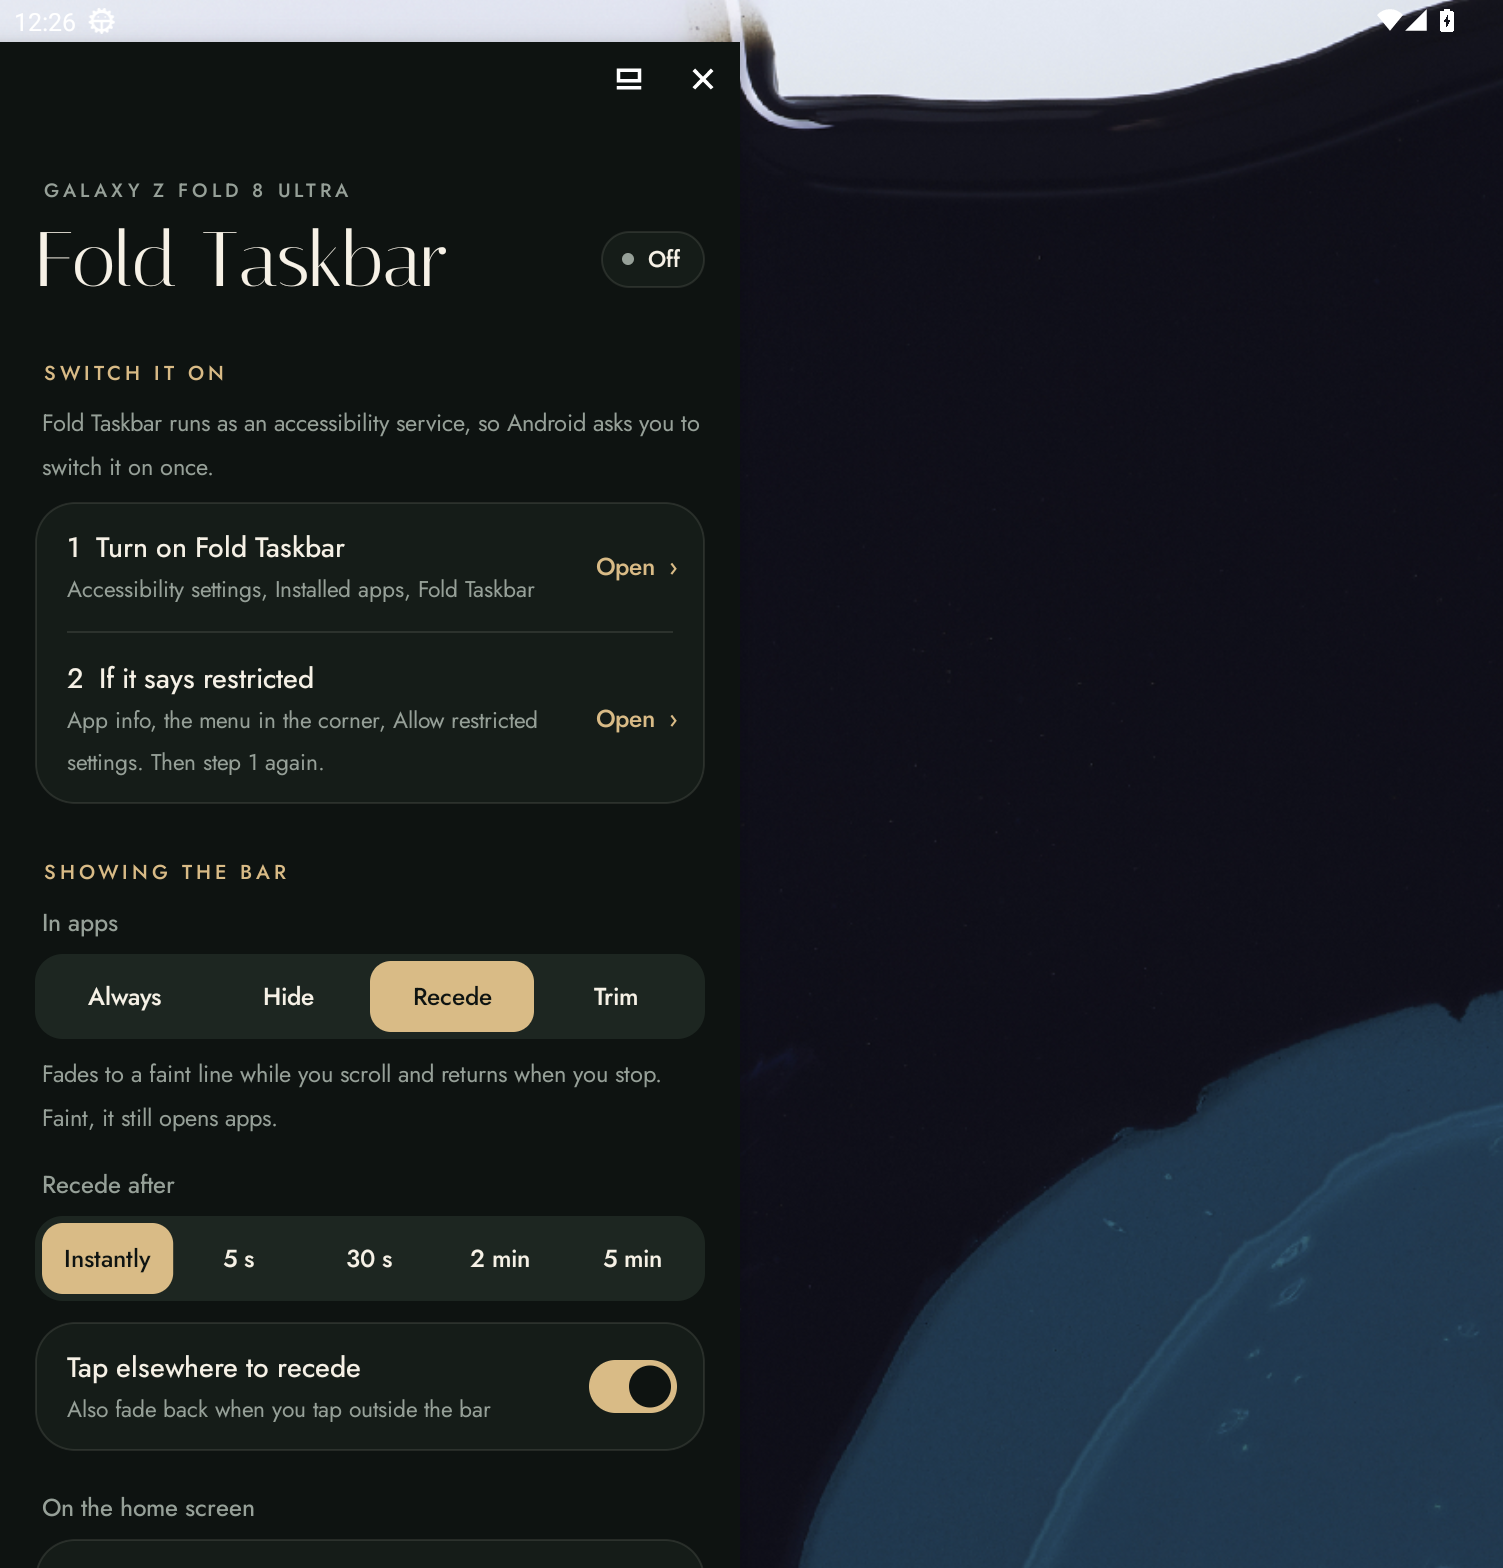 12:26
GALAXY Z FOLD 8 ULTRA
Fold Taskbar
Off
SWITCH IT ON
Fold Taskbar runs as an accessibility service, so Android asks you to
switch it on once.
1 Turn on Fold Taskbar
Accessibility settings, Installed apps, Fold Taskbar
Open ›
2 If it says restricted
App info, the menu in the corner, Allow restricted
settings. Then step 1 again.
Open ›
SHOWING THE BAR
In apps
Always Hide Recede Trim
Fades to a faint line while you scroll and returns when you stop.
Faint, it still opens apps.
Recede after
Instantly 5 s 30 s 2 min 5 min
Tap elsewhere to recede
Also fade back when you tap outside the bar
On the home screen